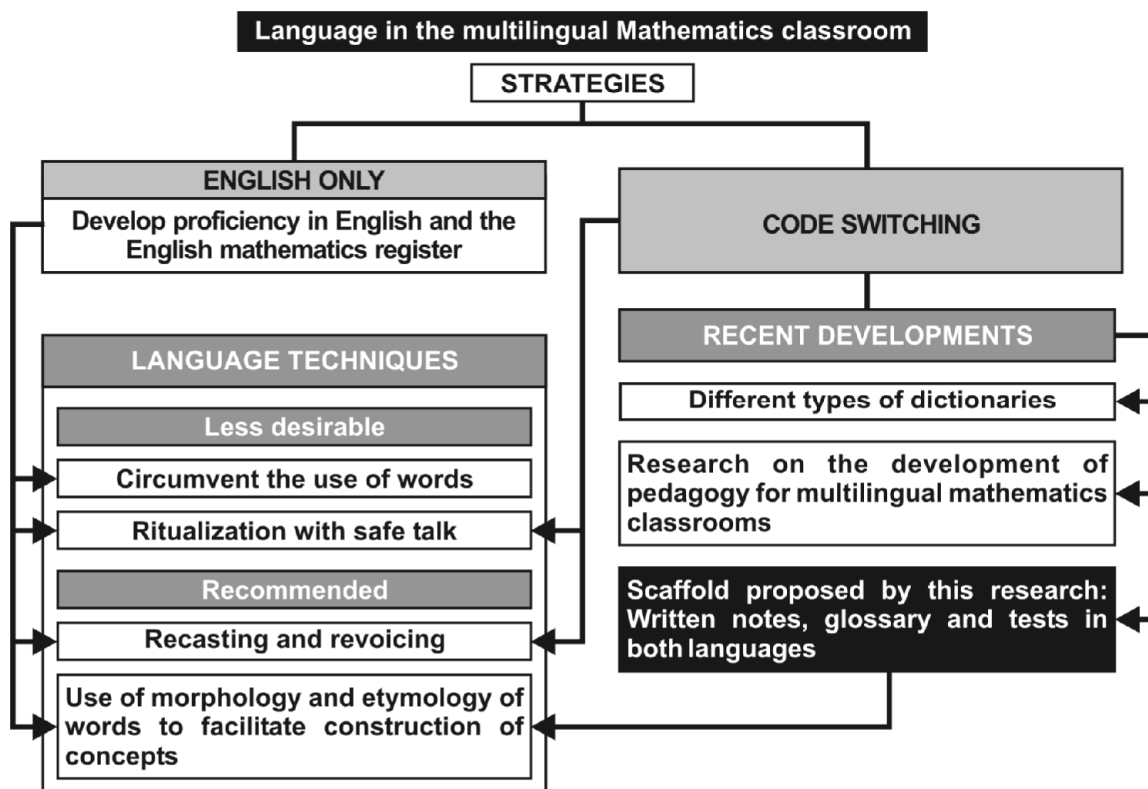 Language in the multilingual Mathematics classroom
STRATEGIES
ENGLISH ONLY
Develop proficiency in English and the
English mathematics register
CODE SWITCHING
LANGUAGE TECHNIQUES
Less desirable
Circumvent the use of words
Ritualization with safe talk
Recommended
Recasting and revoicing
Use of morphology and etymology of
words to facilitate construction of
concepts
RECENT DEVELOPMENTS
Different types of dictionaries
Research on the development of
pedagogy for multilingual mathematics
classrooms
Scaffold proposed by this research:
Written notes, glossary and tests in
both languages